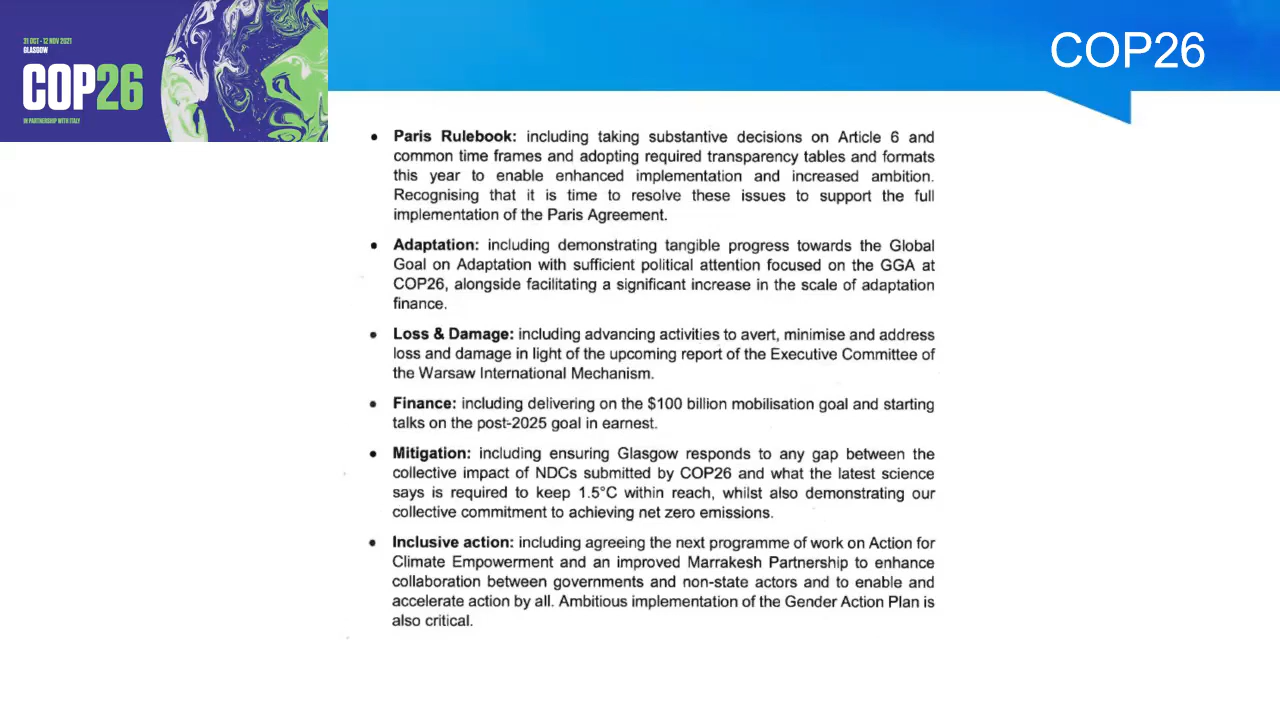 31 OCT - 12 NOV 2021
GLASGOW
COP26
IN PARTNERSHIP WITH ITALY
COP26
• Paris Rulebook: including taking substantive decisions on Article 6 and
common time frames and adopting required transparency tables and formats
this year to enable enhanced implementation and increased ambition.
Recognising that it is time to resolve these issues to support the full
implementation of the Paris Agreement.
• Adaptation: including demonstrating tangible progress towards the Global
Goal on Adaptation with sufficient political attention focused on the GGA at
COP26, alongside facilitating a significant increase in the scale of adaptation
finance.
• Loss & Damage: including advancing activities to avert, minimise and address
loss and damage in light of the upcoming report of the Executive Committee of
the Warsaw International Mechanism.
• Finance: including delivering on the $100 billion mobilisation goal and starting
talks on the post-2025 goal in earnest.
• Mitigation: including ensuring Glasgow responds to any gap between the
collective impact of NDCs submitted by COP26 and what the latest science
says is required to keep 1.5°C within reach, whilst also demonstrating our
collective commitment to achieving net zero emissions.
• Inclusive action: including agreeing the next programme of work on Action for
Climate Empowerment and an improved Marrakesh Partnership to enhance
collaboration between governments and non-state actors and to enable and
accelerate action by all. Ambitious implementation of the Gender Action Plan is
also critical.